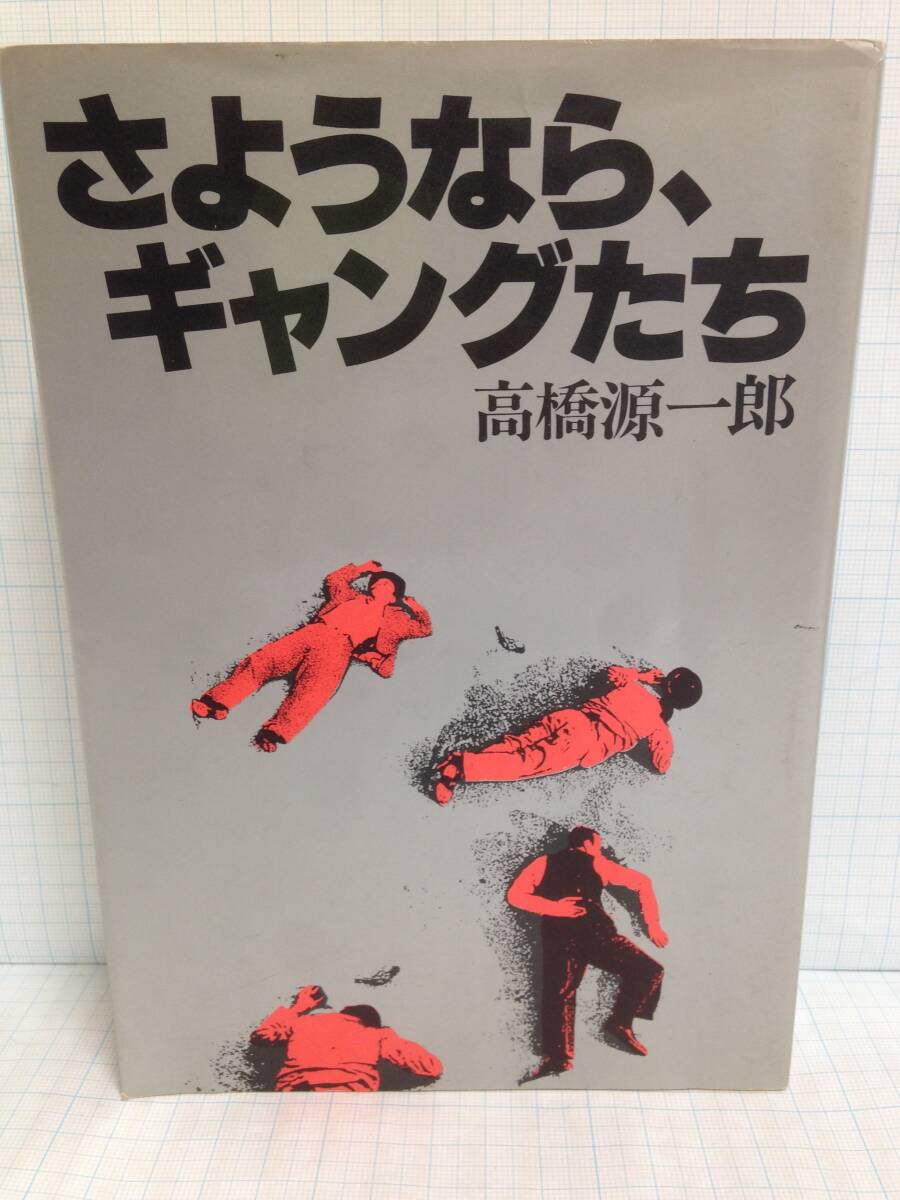 さようなら、
ギャングたち
高橋源一郎